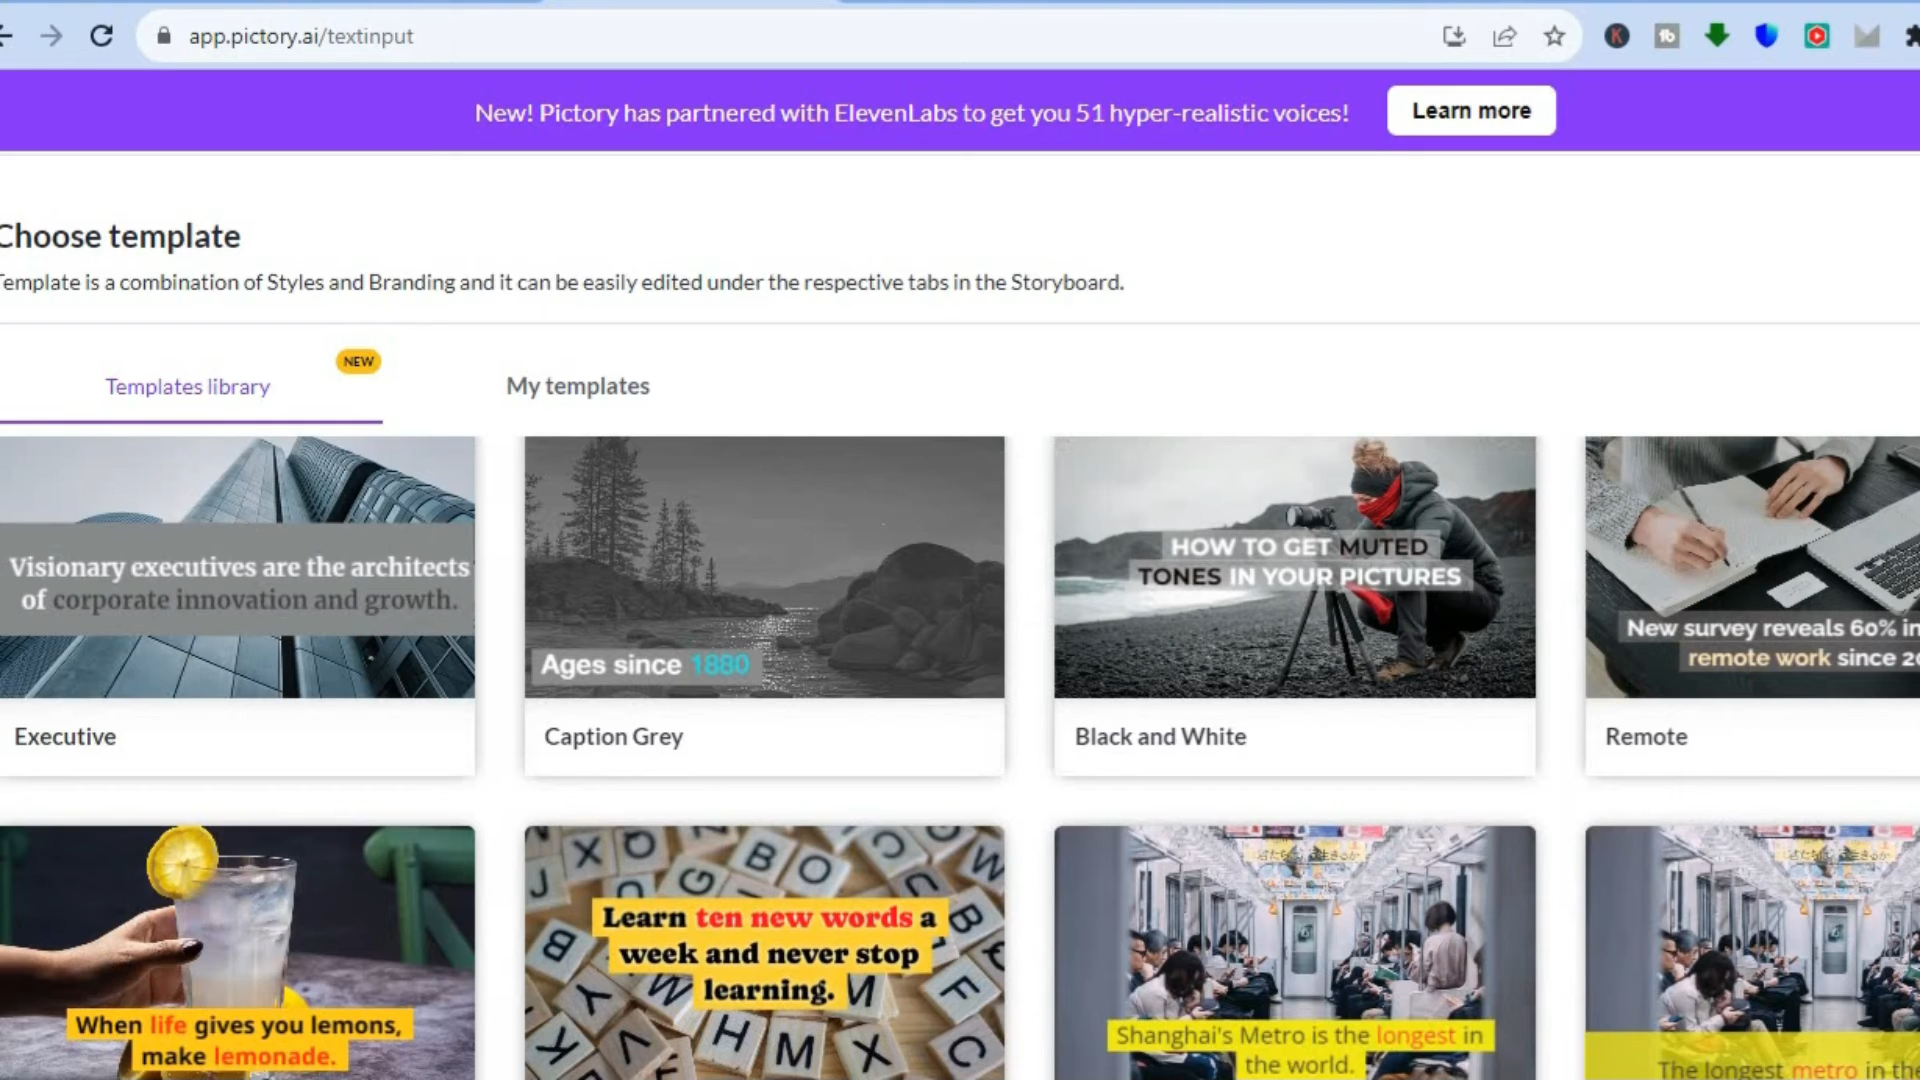 app.pictory.ai/textinput
New! Pictory has partnered with ElevenLabs to get you 51 hyper-realistic voices!
Learn more
Choose template
Template is a combination of Styles and Branding and it can be easily edited under the respective tabs in the Storyboard.
Templates library
NEW
My templates
Visionary executives are the architects
of corporate innovation and growth.
Executive
Ages since 1880
Caption Grey
HOW TO GET MUTED
TONES IN YOUR PICTURES
Black and White
New survey reveals 60% in
remote work since 20
Remote
When life gives you lemons,
make lemonade.
Learn ten new words a
week and never stop
learning.
Shanghai's Metro is the longest in
the world.
The longest metro in the